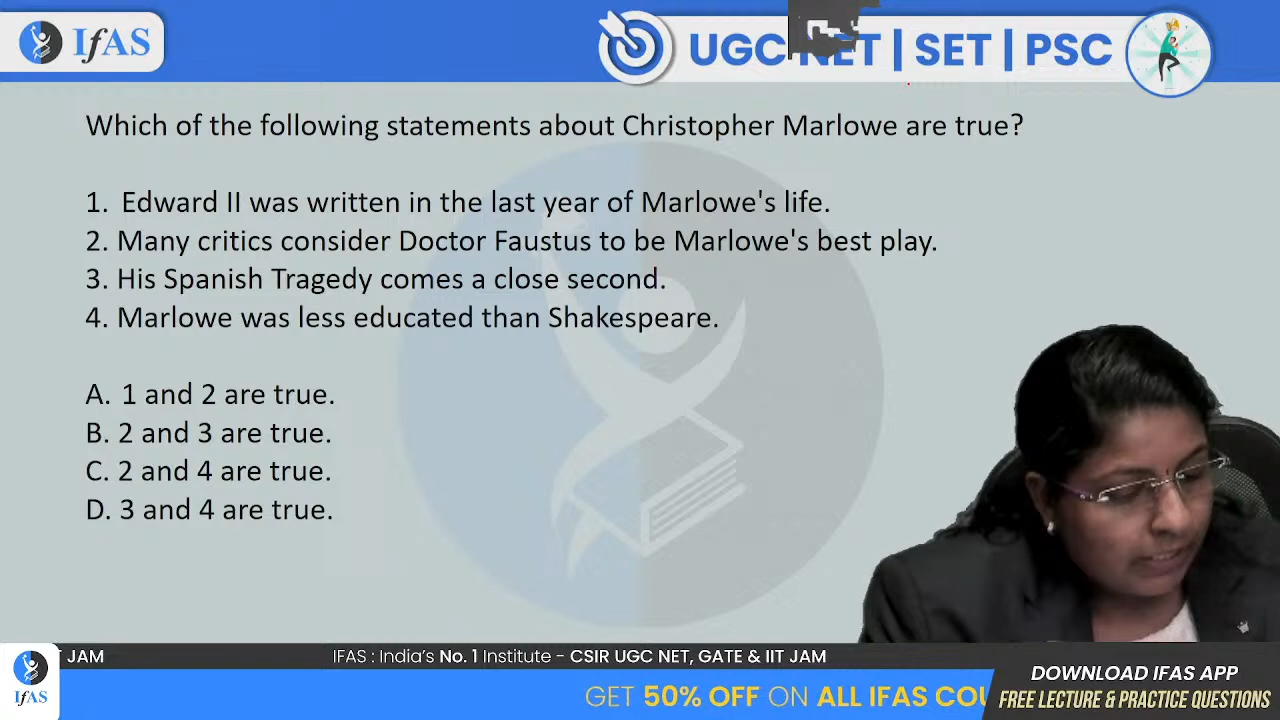 IfAS
UGC NET | SET | PSC
Which of the following statements about Christopher Marlowe are true?
1. Edward II was written in the last year of Marlowe's life.
2. Many critics consider Doctor Faustus to be Marlowe's best play.
3. His Spanish Tragedy comes a close second.
4. Marlowe was less educated than Shakespeare.
A. 1 and 2 are true.
B. 2 and 3 are true.
C. 2 and 4 are true.
D. 3 and 4 are true.
JAM
IFAS : India's No. 1 Institute - CSIR UGC NET, GATE & IIT JAM
DOWNLOAD IFAS APP
IfAS
GET 50% OFF ON ALL IFAS
FREE LECTURE & PRACTICE QUESTIONS